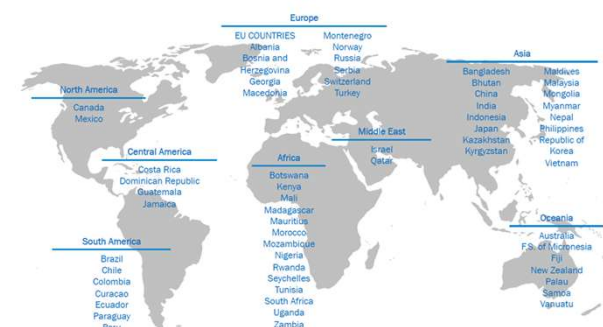 Europe
EU COUNTRIES
Albania
Bosnia and
Herzegovina
Georgia
Macedonia
Montenegro
Norway
Russia
Serbia
Switzerland
Turkey
Asia
Bangladesh
Bhutan
China
India
Indonesia
Japan
Kazakhstan
Kyrgyzstan
Maldives
Malaysia
Mongolia
Myanmar
Nepal
Philippines
Republic of
Korea
Vietnam
North America
Canada
Mexico
Middle East
Israel
Qatar
Central America
Costa Rica
Dominican Republic
Guatemala
Jamaica
Africa
Botswana
Kenya
Mali
Madagascar
Mauritius
Morocco
Mozambique
Nigeria
Rwanda
Seychelles
Tunisia
South Africa
Uganda
Zambia
Oceania
Australia
F.S. of Micronesia
Fiji
New Zealand
Palau
Samoa
Vanuatu
South America
Brazil
Chile
Colombia
Curacao
Ecuador
Paraguay